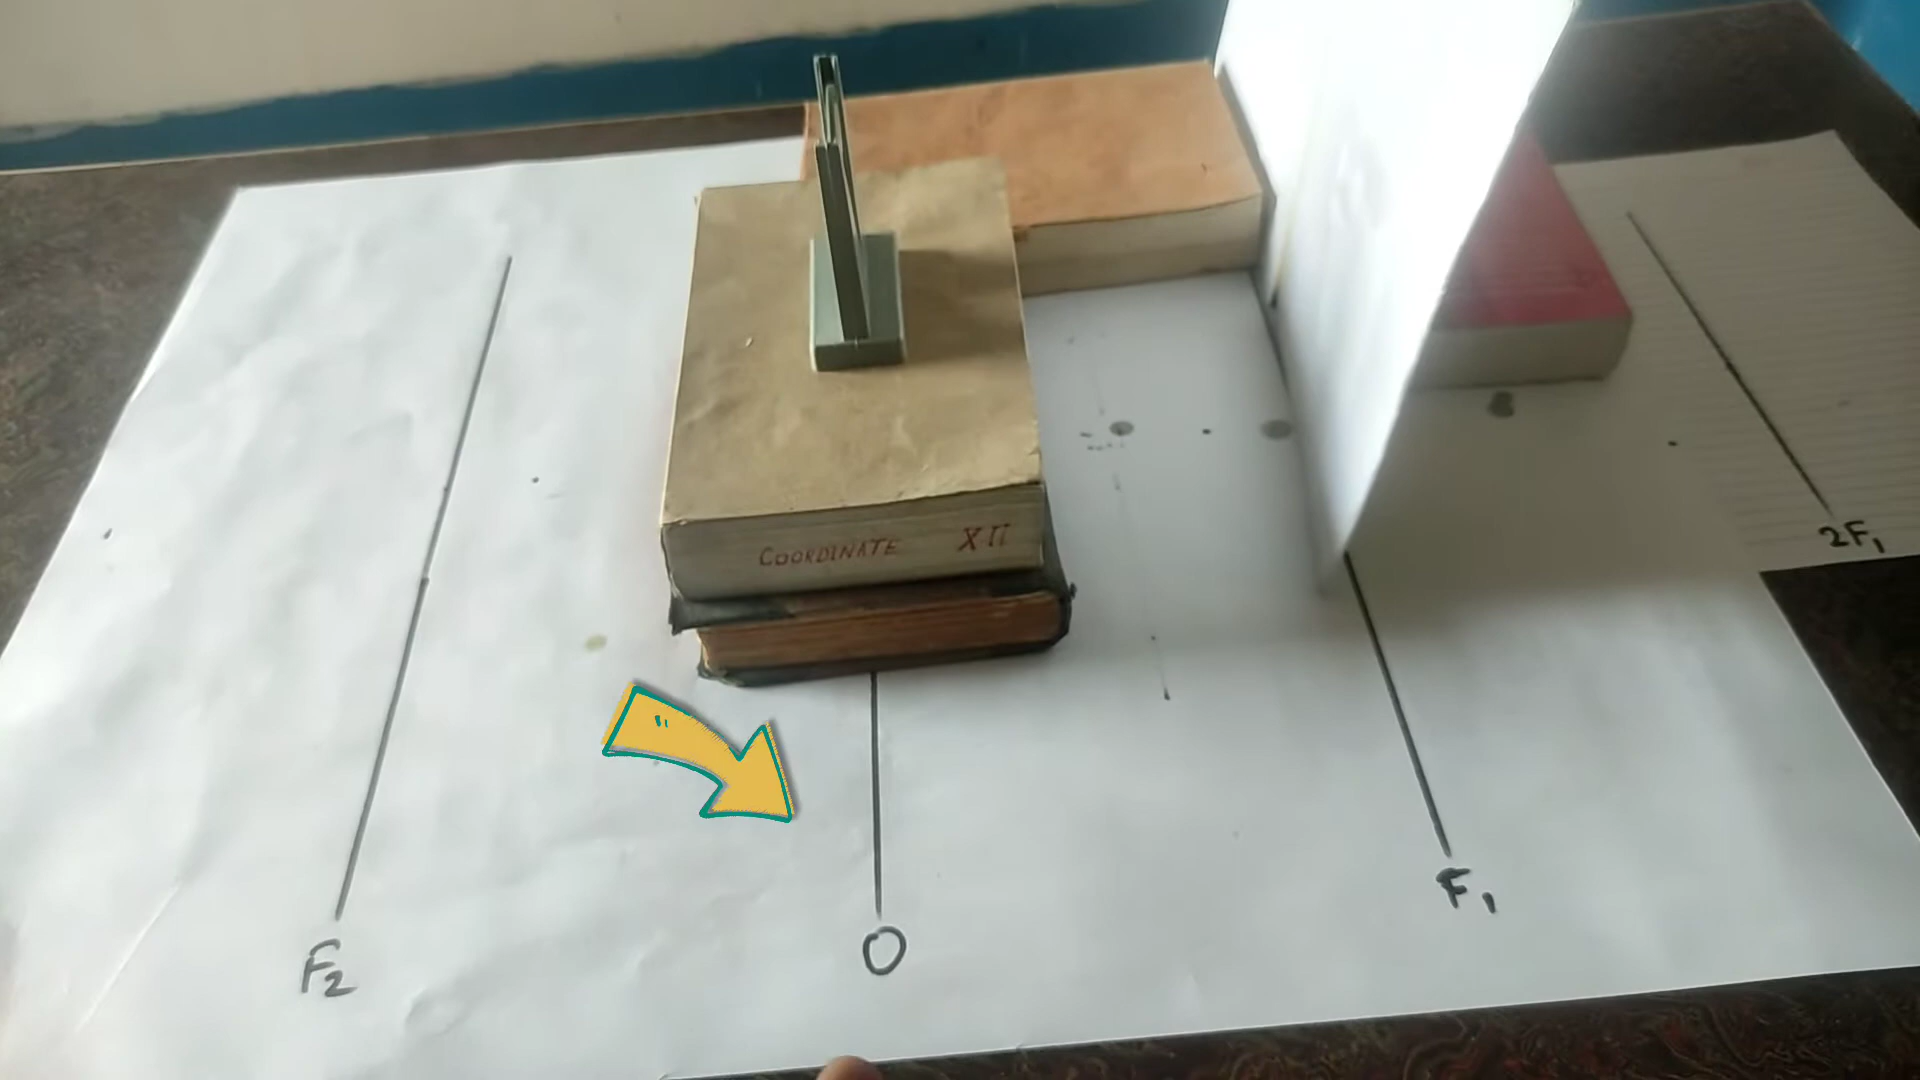 COORDINATE XII
2F₁
F₁
O
F₂